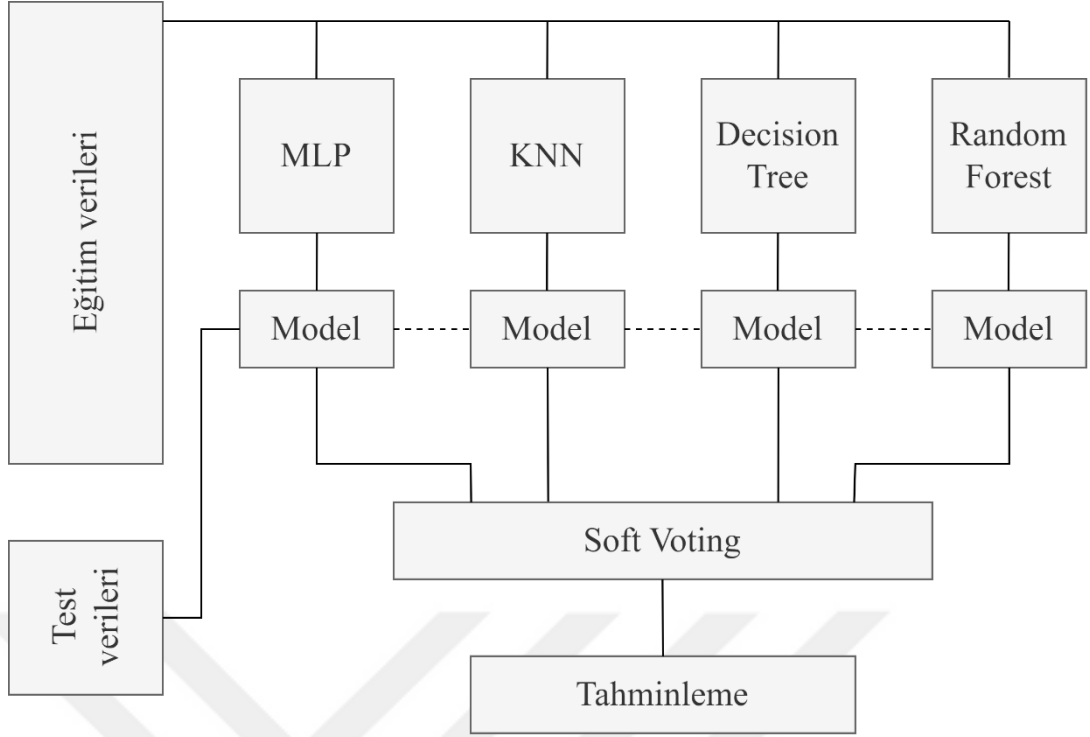 Eğitim verileri
MLP
KNN
Decision
Tree
Random
Forest
Model
Model
Model
Model
Soft Voting
Test
verileri
Tahminleme